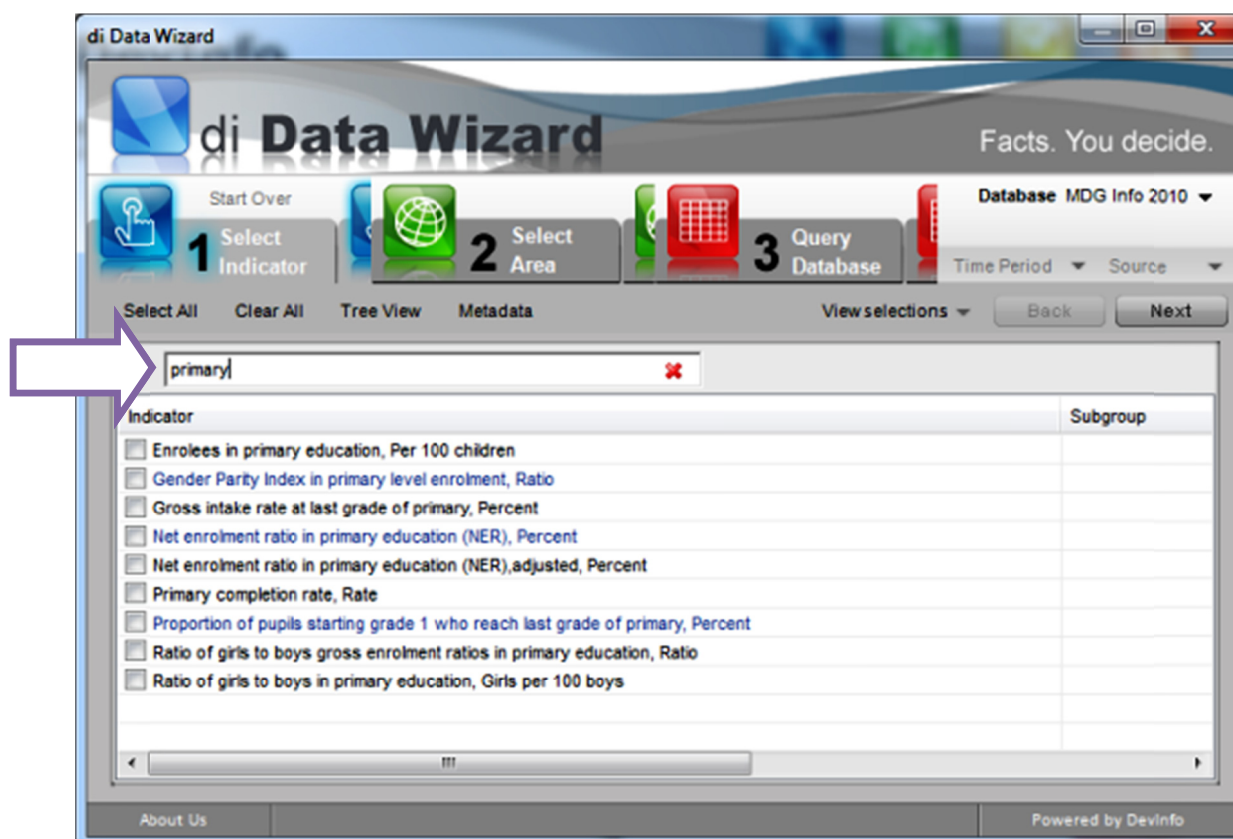 di Data Wizard
di Data Wizard
Facts. You decide.
Start Over
Database MDG Info 2010
1 Select Indicator
2 Select Area
3 Query Database
Time Period Source
Select All Clear All Tree View Metadata View selections Back Next
primary
Indicator Subgroup
Enrolees in primary education, Per 100 children
Gender Parity Index in primary level enrolment, Ratio
Gross intake rate at last grade of primary, Percent
Net enrolment ratio in primary education (NER), Percent
Net enrolment ratio in primary education (NER),adjusted, Percent
Primary completion rate, Rate
Proportion of pupils starting grade 1 who reach last grade of primary, Percent
Ratio of girls to boys gross enrolment ratios in primary education, Ratio
Ratio of girls to boys in primary education, Girls per 100 boys
About Us Powered by DevInfo